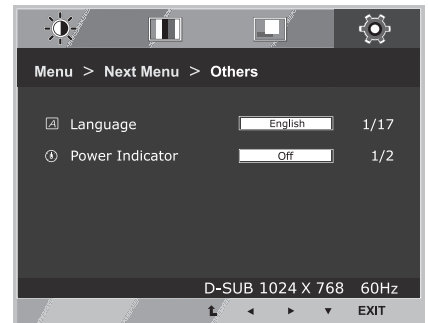 Menu > Next Menu > Others
Language English 1/17
Power Indicator Off 1/2
D-SUB 1024 X 768 60Hz
EXIT